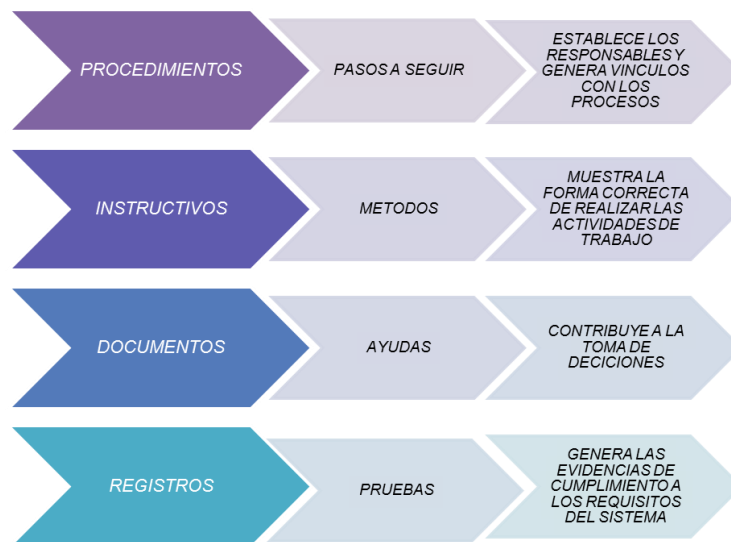 PROCEDIMIENTOS
PASOS A SEGUIR
ESTABLECE LOS
RESPONSABLES Y
GENERA VINCULOS
CON LOS
PROCESOS
INSTRUCTIVOS
METODOS
MUESTRA LA
FORMA CORRECTA
DE REALIZAR LAS
ACTIVIDADES DE
TRABAJO
DOCUMENTOS
AYUDAS
CONTRIBUYE A LA
TOMA DE
DECICIONES
REGISTROS
PRUEBAS
GENERA LAS
EVIDENCIAS DE
CUMPLIMIENTO A
LOS REQUISITOS
DEL SISTEMA